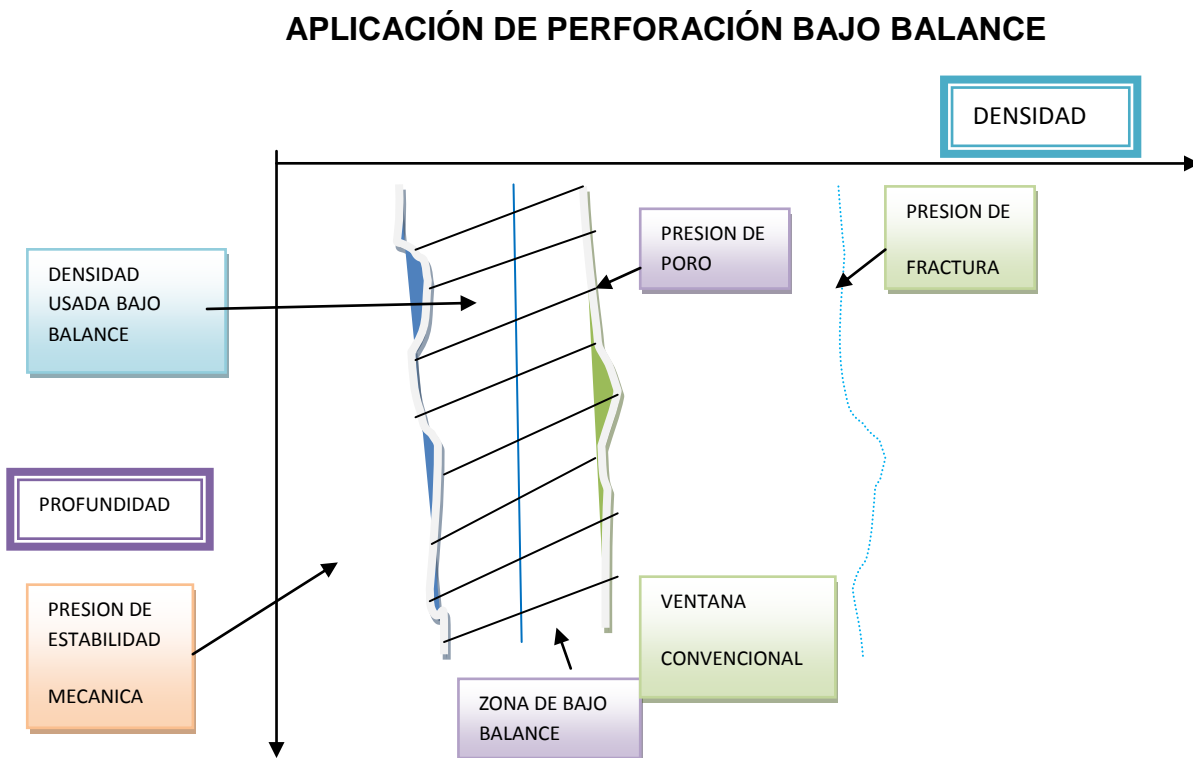 APLICACIÓN DE PERFORACIÓN BAJO BALANCE
DENSIDAD
PRESION DE
FRACTURA
PRESION DE
PORO
DENSIDAD
USADA BAJO
BALANCE
PROFUNDIDAD
PRESION DE
ESTABILIDAD
MECANICA
VENTANA
CONVENCIONAL
ZONA DE BAJO
BALANCE